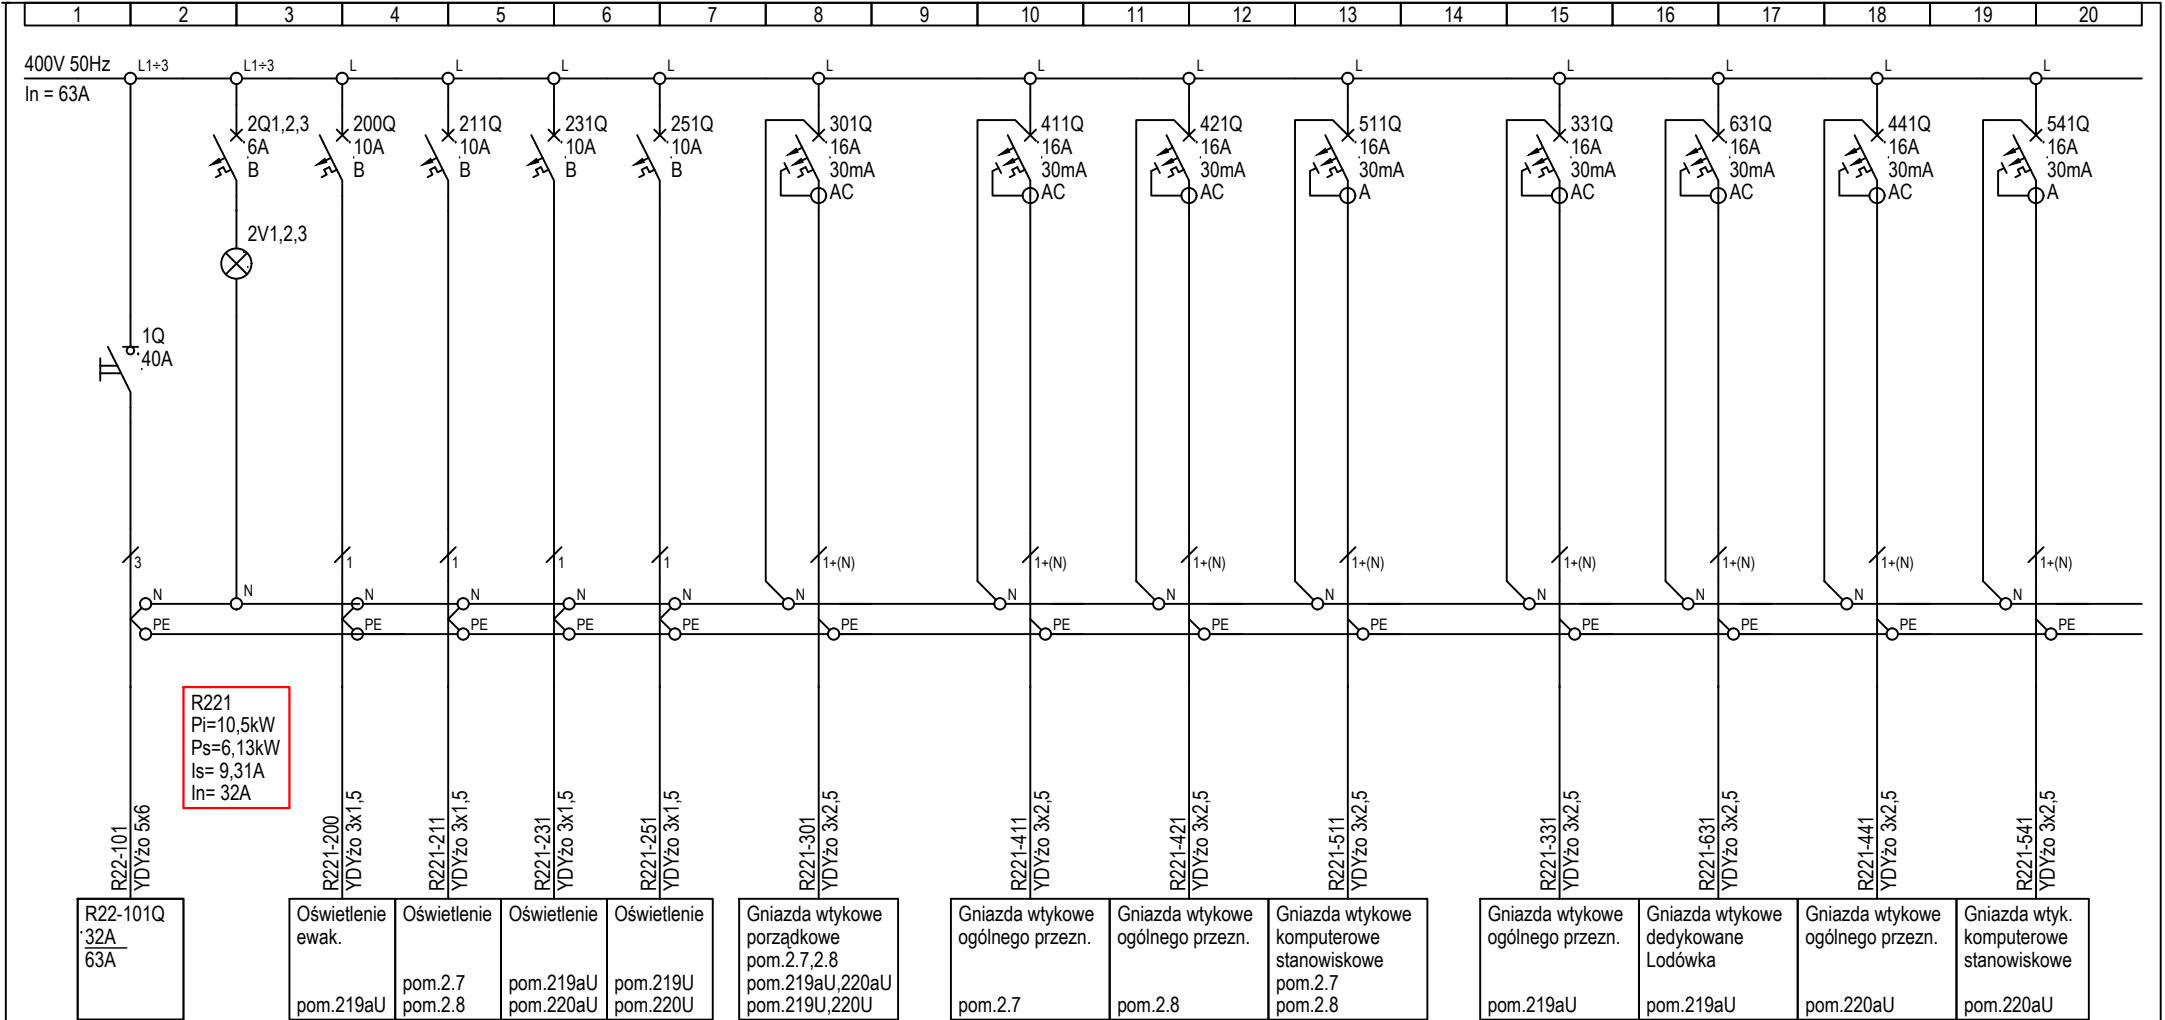 1 2 3 4 5 6 7 8 9 10 11 12 13 14 15 16 17 18 19 20
400V 50Hz
In = 63A
L1÷3 L1÷3 L L L L L L L L L L L L
2Q1,2,3
6A
B
200Q
10A
B
211Q
10A
B
231Q
10A
B
251Q
10A
B
301Q
16A
30mA
AC
411Q
16A
30mA
AC
421Q
16A
30mA
AC
511Q
16A
30mA
A
331Q
16A
30mA
AC
631Q
16A
30mA
AC
441Q
16A
30mA
AC
541Q
16A
30mA
A
2V1,2,3
1Q
40A
3 1 1 1 1 1+(N) 1+(N) 1+(N) 1+(N) 1+(N) 1+(N) 1+(N) 1+(N)
N N N N N N N N N N N N N N
PE PE PE PE PE PE PE PE PE PE PE PE PE
R221
Pi=10,5kW
Ps=6,13kW
Is= 9,31A
In= 32A
R22-101
YDYżo 5x6
R221-200
YDYżo 3x1,5
R221-211
YDYżo 3x1,5
R221-231
YDYżo 3x1,5
R221-251
YDYżo 3x1,5
R221-301
YDYżo 3x2,5
R221-411
YDYżo 3x2,5
R221-421
YDYżo 3x2,5
R221-511
YDYżo 3x2,5
R221-331
YDYżo 3x2,5
R221-631
YDYżo 3x2,5
R221-441
YDYżo 3x2,5
R221-541
YDYżo 3x2,5
R22-101Q
32A
63A
Oświetlenie
ewak.
pom.219aU
Oświetlenie
pom.2.7
pom.2.8
Oświetlenie
pom.219aU
pom.220aU
Oświetlenie
pom.219U
pom.220U
Gniazda wtykowe
porządkowe
pom.2.7,2.8
pom.219aU,220aU
pom.219U,220U
Gniazda wtykowe
ogólnego przezn.
pom.2.7
Gniazda wtykowe
ogólnego przezn.
pom.2.8
Gniazda wtykowe
komputerowe
stanowiskowe
pom.2.7
pom.2.8
Gniazda wtykowe
ogólnego przezn.
pom.219aU
Gniazda wtykowe
dedykowane
Lodówka
pom.219aU
Gniazda wtykowe
ogólnego przezn.
pom.220aU
Gniazda wtyk.
komputerowe
stanowiskowe
pom.220aU